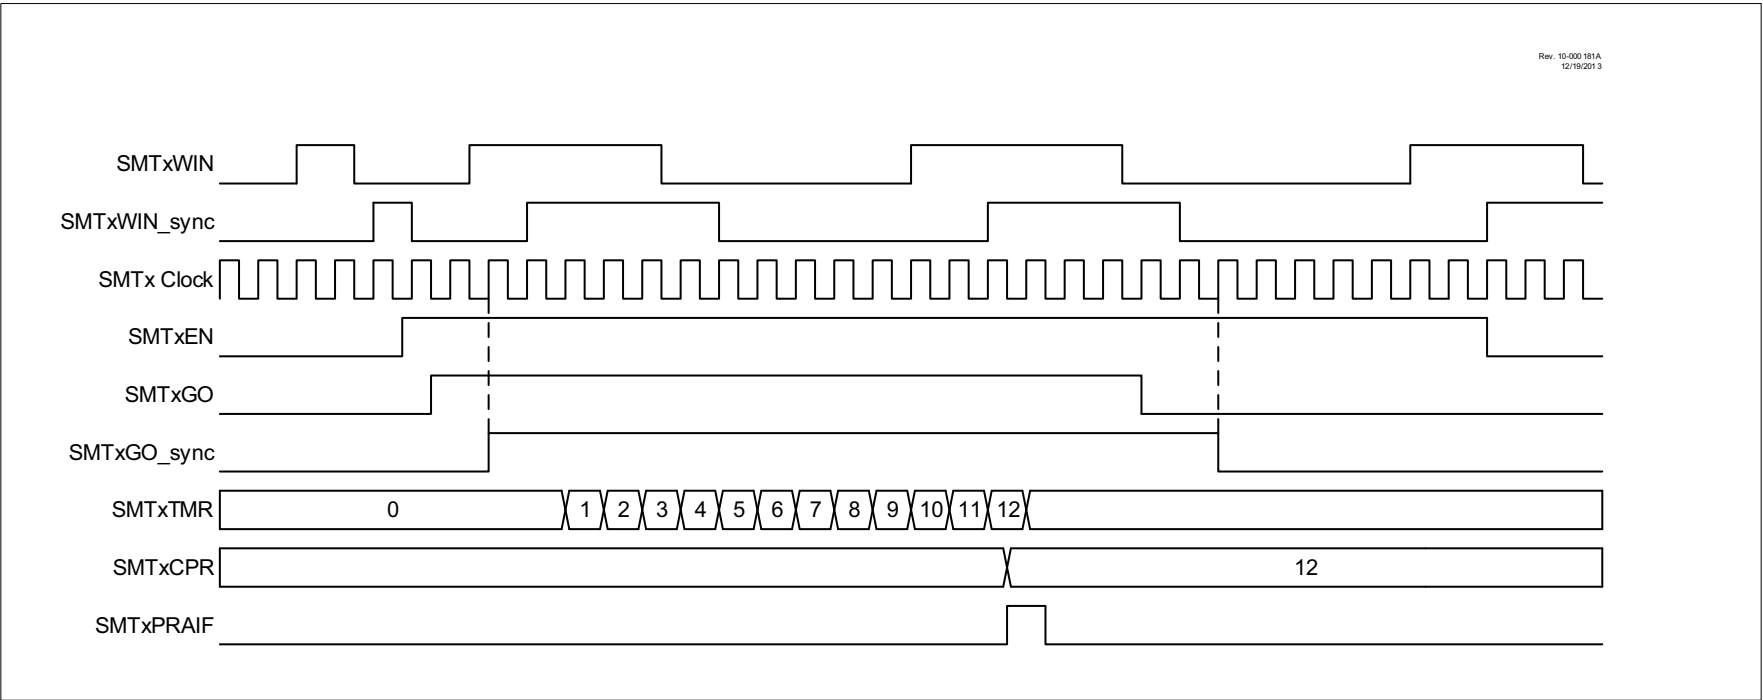 Rev. 10-000 181A
12/19/201 3
SMTxWIN
SMTxWIN_sync
SMTx Clock
SMTxEN
SMTxGO
SMTxGO_sync
SMTxTMR 0 1 2 3 4 5 6 7 8 9 10 11 12
SMTxCPR 12
SMTxPRAIF